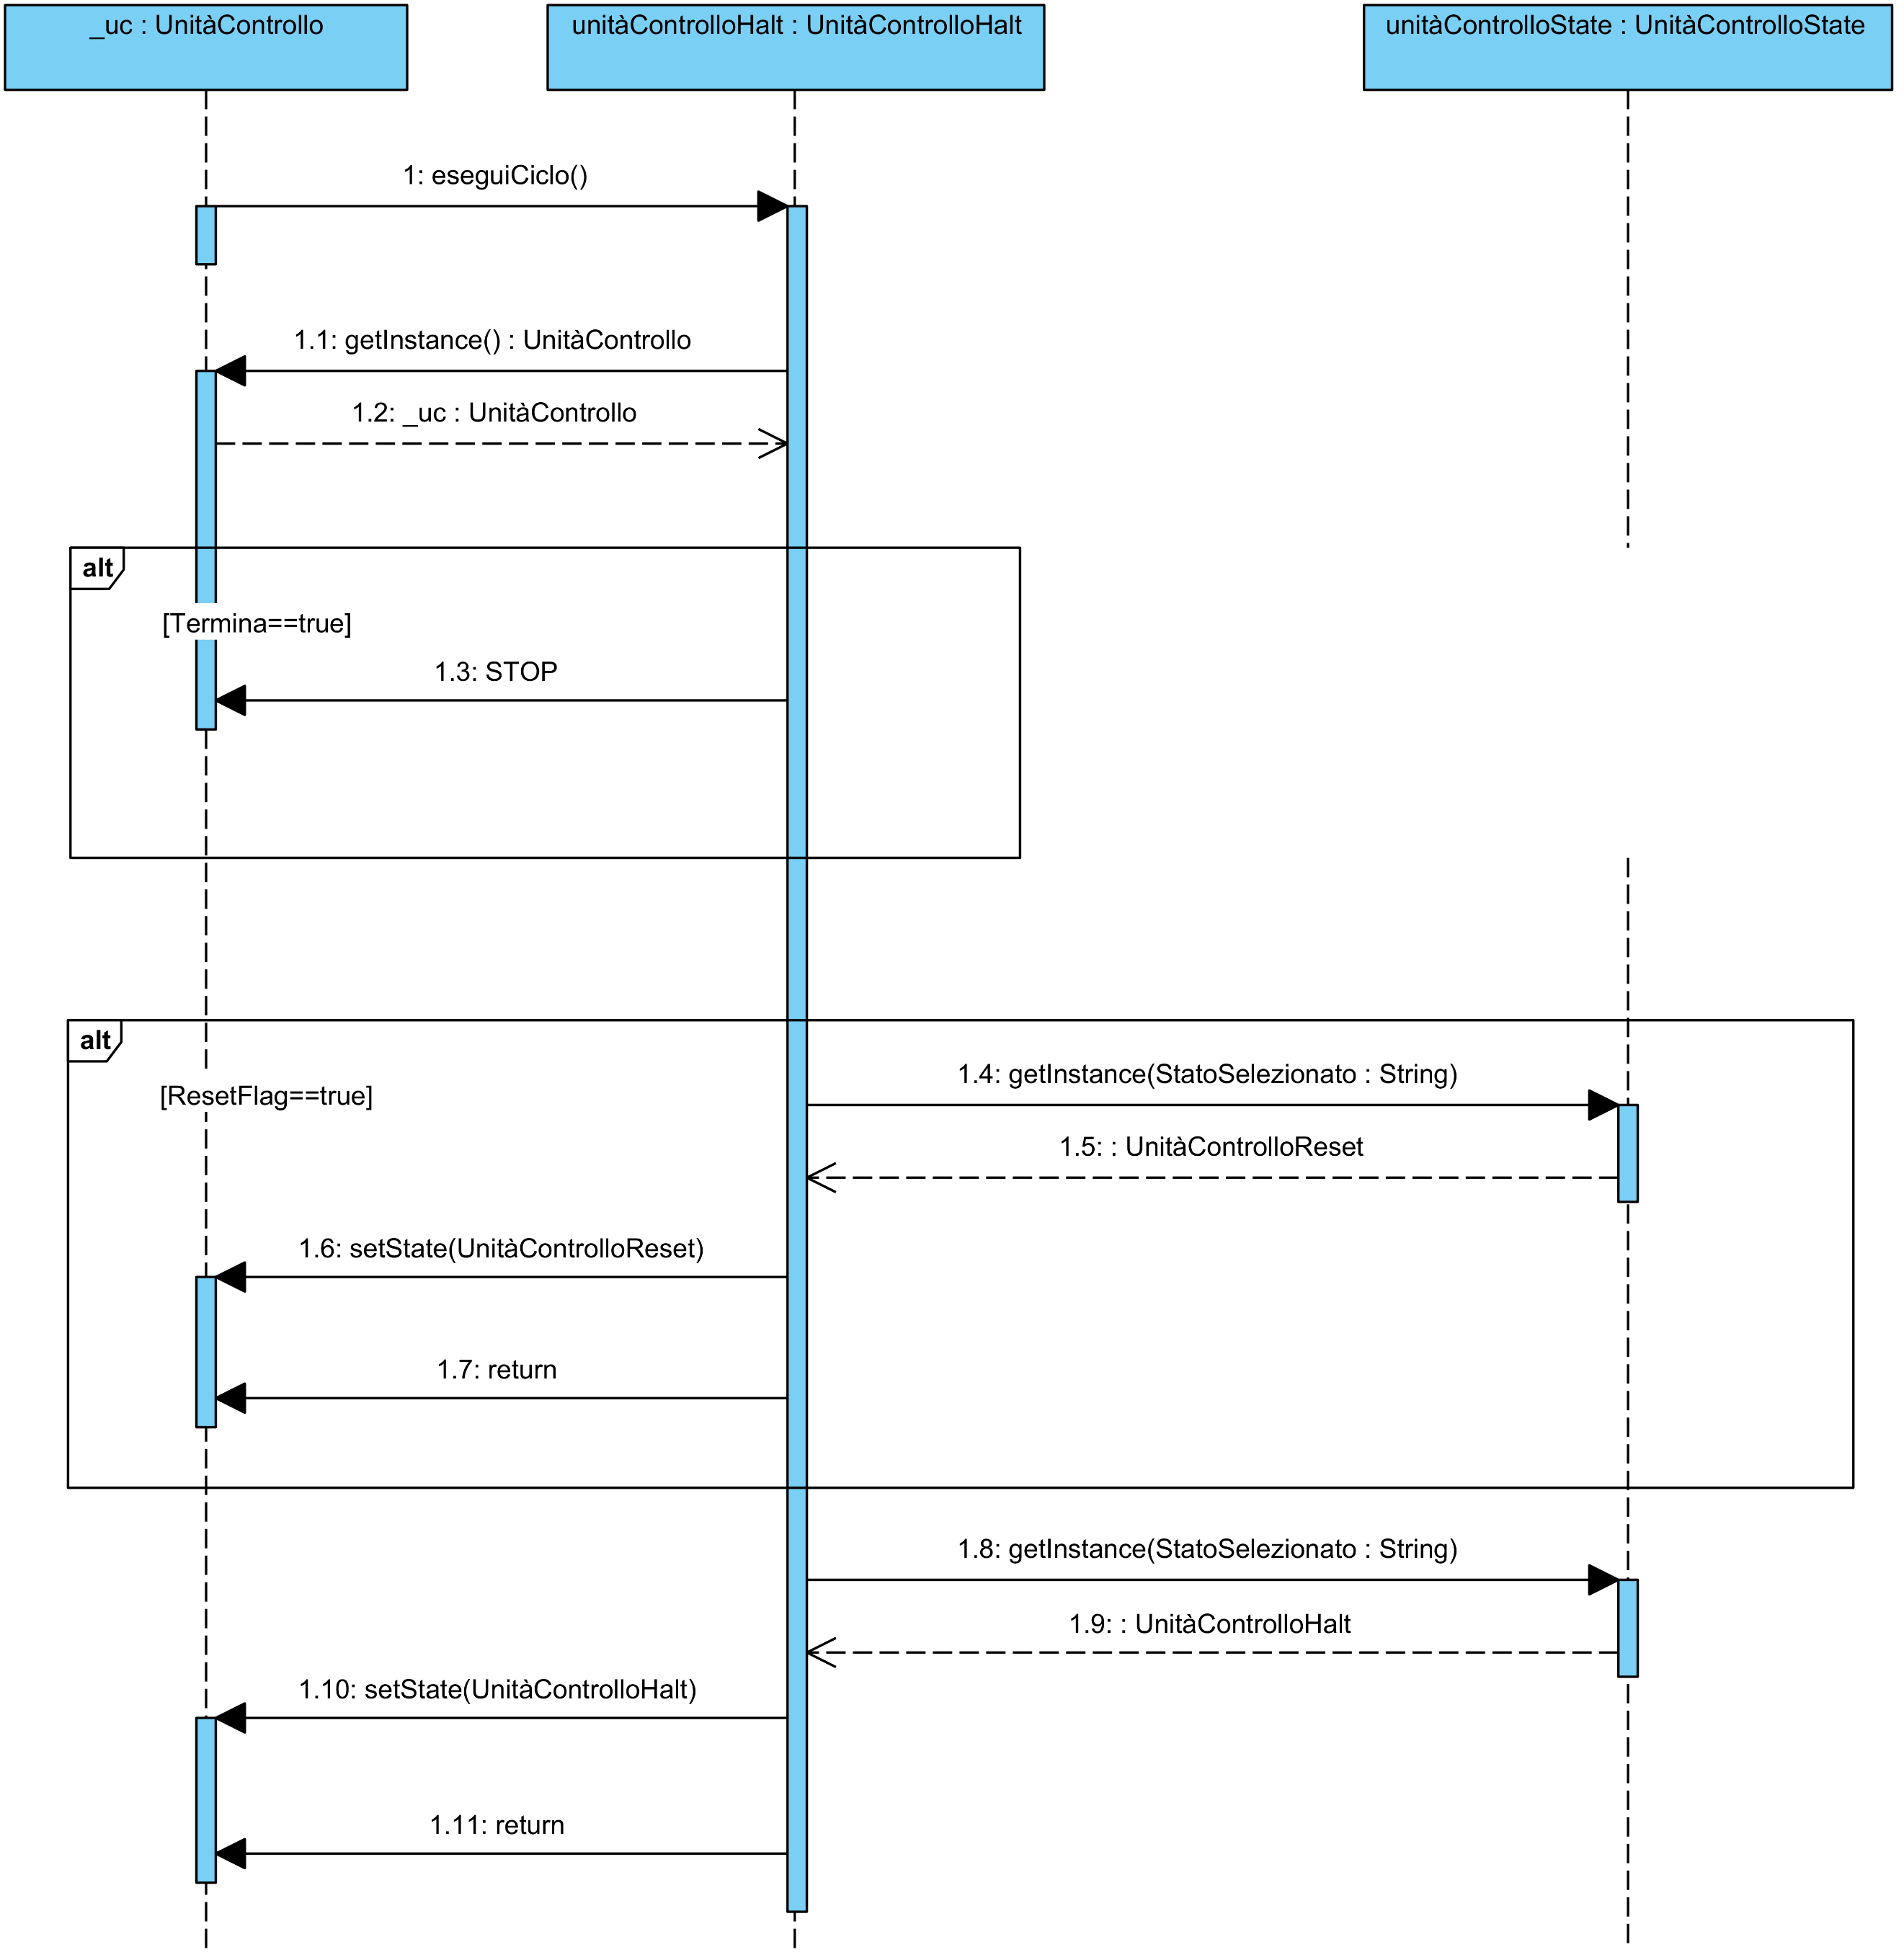 _uc : UnitàControllo
unitàControlloHalt : UnitàControlloHalt
unitàControlloState : UnitàControlloState
1: eseguiCiclo()
1.1: getInstance() : UnitàControllo
1.2: _uc : UnitàControllo
alt
[Termina==true]
1.3: STOP
alt
[ResetFlag==true]
1.4: getInstance(StatoSelezionato : String)
1.5: : UnitàControlloReset
1.6: setState(UnitàControlloReset)
1.7: return
1.8: getInstance(StatoSelezionato : String)
1.9: : UnitàControlloHalt
1.10: setState(UnitàControlloHalt)
1.11: return